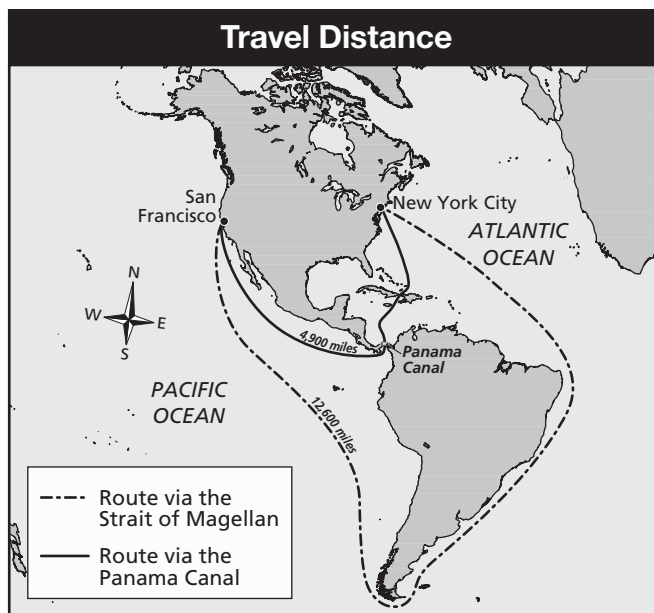 Travel Distance
San
Francisco
New York City
ATLANTIC
OCEAN
N
W
E
S
4,900 miles
Panama
Canal
PACIFIC
OCEAN
12,600 miles
Route via the
Strait of Magellan
Route via the
Panama Canal